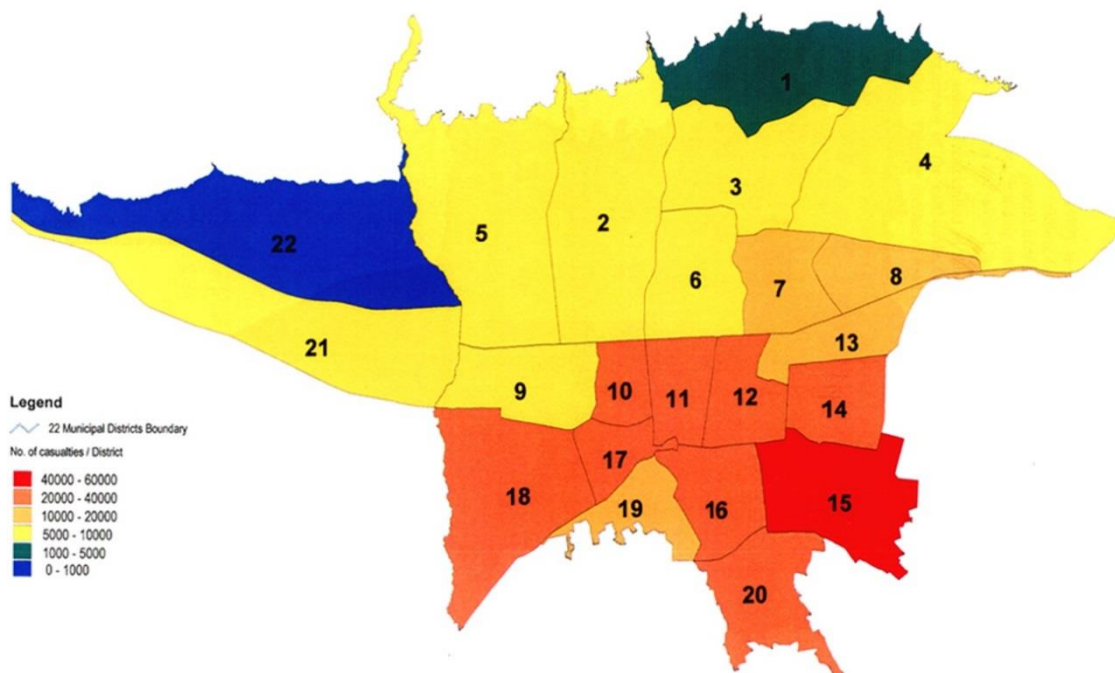 1
4
3
2
5
22
8
6
7
21
13
9
10
11
12
14
17
18
15
19
16
20
Legend
22 Municipal Districts Boundary
No. of casualties / District
40000 - 60000
20000 - 40000
10000 - 20000
5000 - 10000
1000 - 5000
0 - 1000